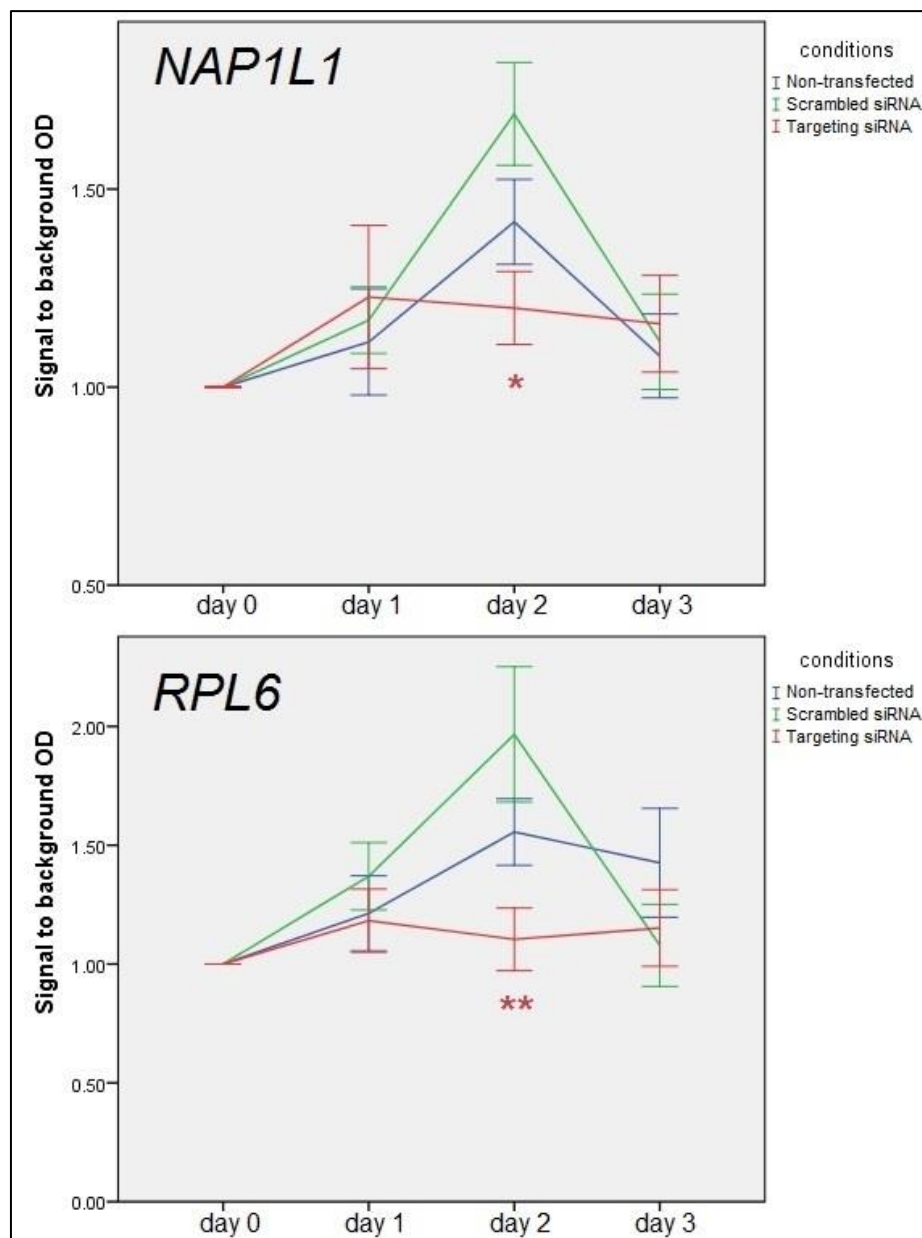 NAP1L1
conditions
Non-transfected
Scrambled siRNA
Targeting siRNA
Signal to background OD
1.50
1.00
0.50
*
day 0 day 1 day 2 day 3
RPL6
conditions
Non-transfected
Scrambled siRNA
Targeting siRNA
Signal to background OD
2.00
1.50
1.00
0.50
0.00
**
day 0 day 1 day 2 day 3